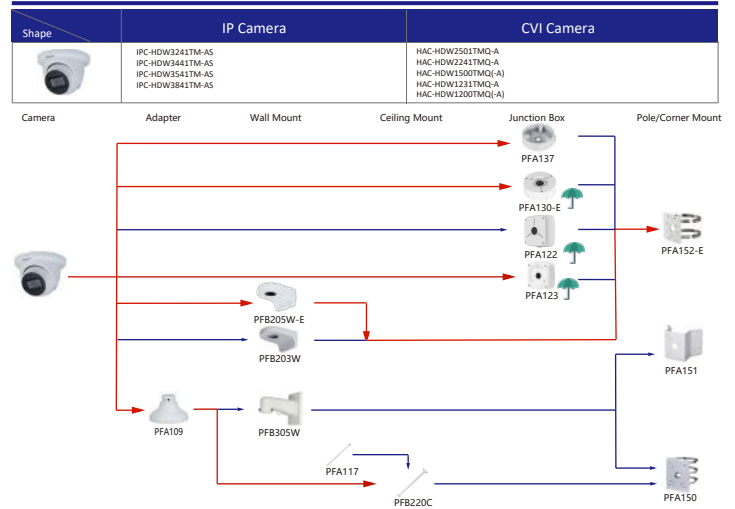 Shape
IP Camera
CVI Camera
IPC-HDW3241TM-AS
IPC-HDW3441TM-AS
IPC-HDW3541TM-AS
IPC-HDW3841TM-AS
HAC-HDW2501TMQ-A
HAC-HDW2241TMQ-A
HAC-HDW1500TMQ(-A)
HAC-HDW1231TMQ-A
HAC-HDW1200TMQ(-A)
Camera
Adapter
Wall Mount
Ceiling Mount
Junction Box
Pole/Corner Mount
PFA137
PFA130-E
PFA122
PFA152-E
PFA123
PFB205W-E
PFB203W
PFA151
PFA109
PFB305W
PFA117
PFB220C
PFA150